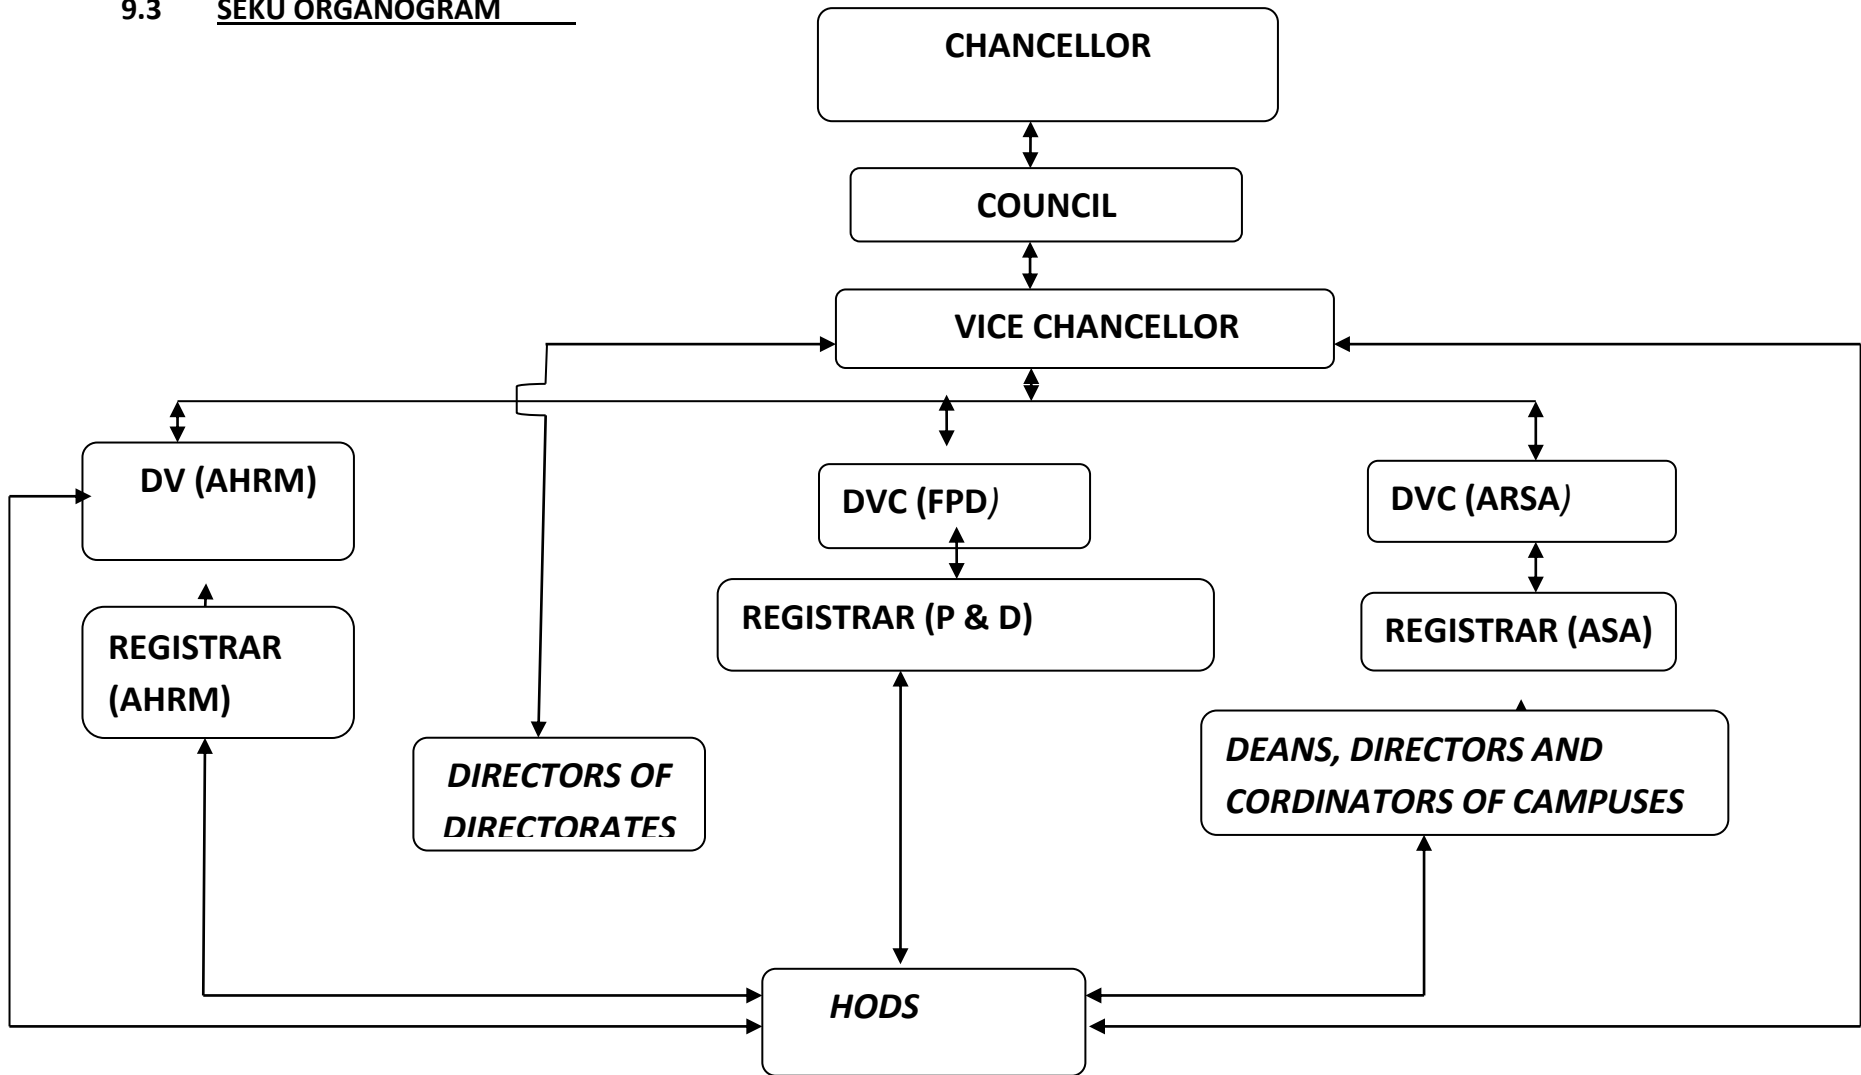 9.3 SEKU ORGANOGRAM
CHANCELLOR
COUNCIL
VICE CHANCELLOR
DV (AHRM)
DVC (FPD)
DVC (ARSA)
REGISTRAR
(AHRM)
REGISTRAR (P & D)
REGISTRAR (ASA)
DIRECTORS OF
DIRECTORATES
DEANS, DIRECTORS AND
CORDINATORS OF CAMPUSES
HODS